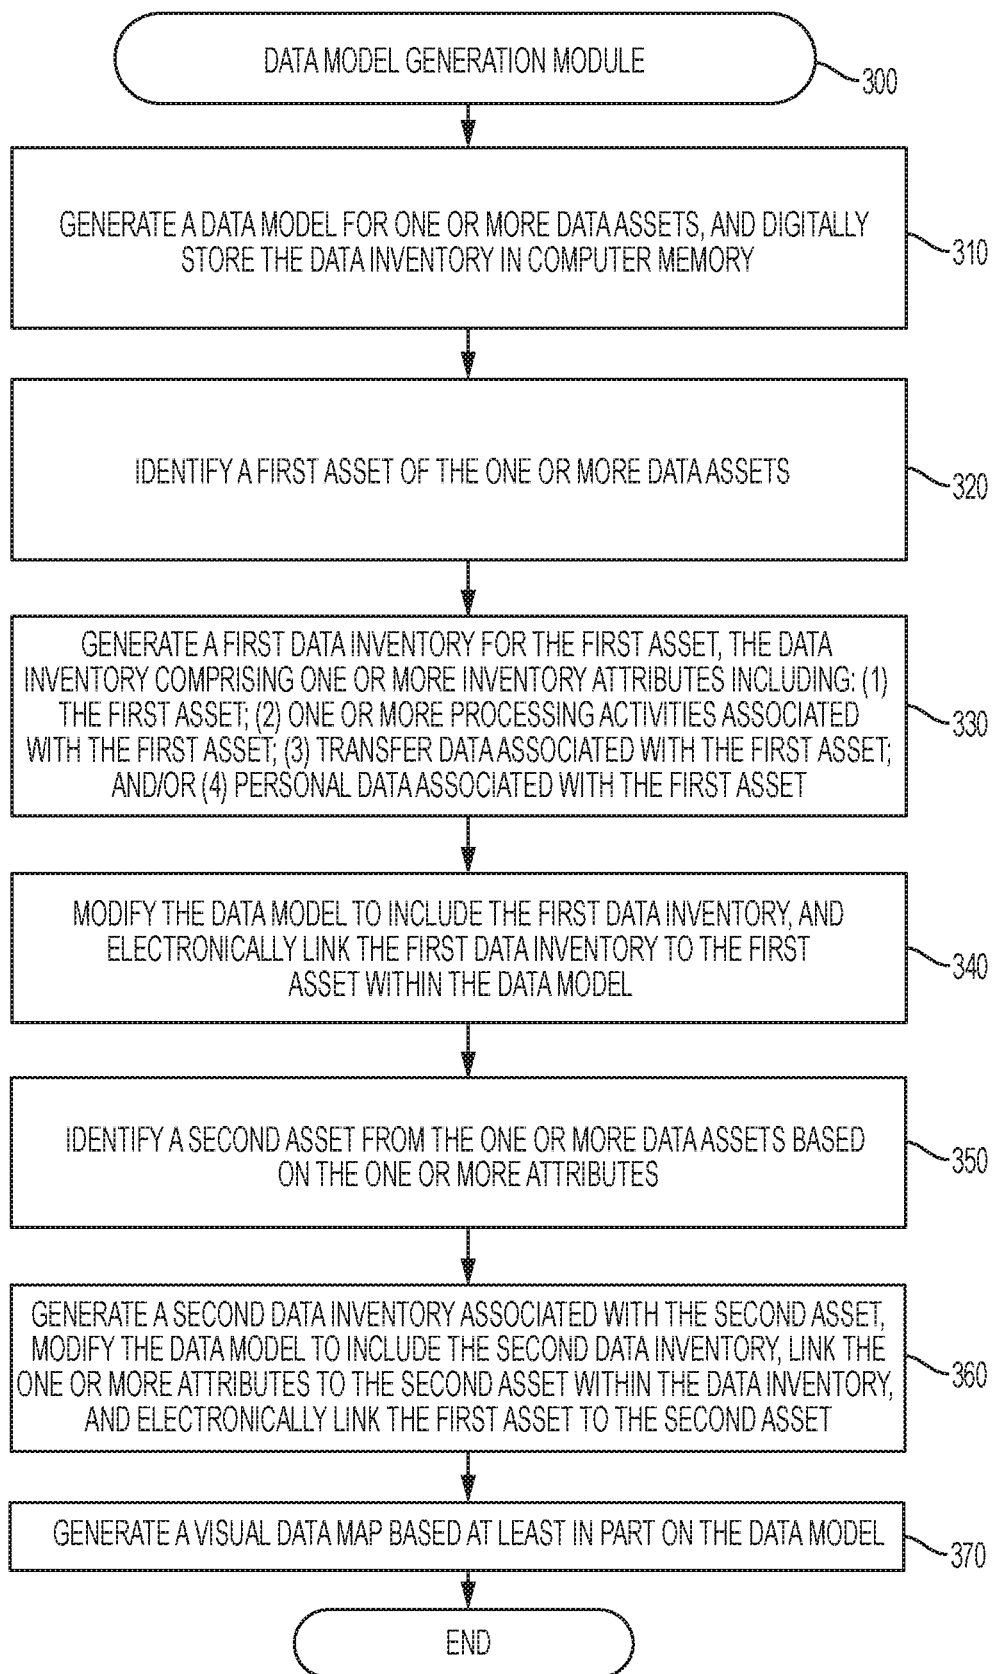 DATA MODEL GENERATION MODULE
300
GENERATE A DATA MODEL FOR ONE OR MORE DATA ASSETS, AND DIGITALLY
STORE THE DATA INVENTORY IN COMPUTER MEMORY
310
IDENTIFY A FIRST ASSET OF THE ONE OR MORE DATA ASSETS
320
GENERATE A FIRST DATA INVENTORY FOR THE FIRST ASSET, THE DATA
INVENTORY COMPRISING ONE OR MORE INVENTORY ATTRIBUTES INCLUDING: (1)
THE FIRST ASSET; (2) ONE OR MORE PROCESSING ACTIVITIES ASSOCIATED
WITH THE FIRST ASSET; (3) TRANSFER DATA ASSOCIATED WITH THE FIRST ASSET;
AND/OR (4) PERSONAL DATA ASSOCIATED WITH THE FIRST ASSET
330
MODIFY THE DATA MODEL TO INCLUDE THE FIRST DATA INVENTORY, AND
ELECTRONICALLY LINK THE FIRST DATA INVENTORY TO THE FIRST
ASSET WITHIN THE DATA MODEL
340
IDENTIFY A SECOND ASSET FROM THE ONE OR MORE DATA ASSETS BASED
ON THE ONE OR MORE ATTRIBUTES
350
GENERATE A SECOND DATA INVENTORY ASSOCIATED WITH THE SECOND ASSET,
MODIFY THE DATA MODEL TO INCLUDE THE SECOND DATA INVENTORY, LINK THE
ONE OR MORE ATTRIBUTES TO THE SECOND ASSET WITHIN THE DATA INVENTORY,
AND ELECTRONICALLY LINK THE FIRST ASSET TO THE SECOND ASSET
360
GENERATE A VISUAL DATA MAP BASED AT LEAST IN PART ON THE DATA MODEL
370
END